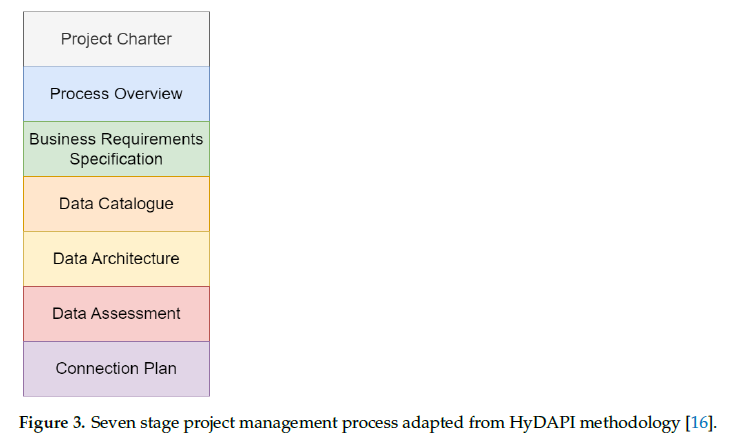 Project Charter
Process Overview
Business Requirements
Specification
Data Catalogue
Data Architecture
Data Assessment
Connection Plan
Figure 3. Seven stage project management process adapted from HyDAPI methodology [16].